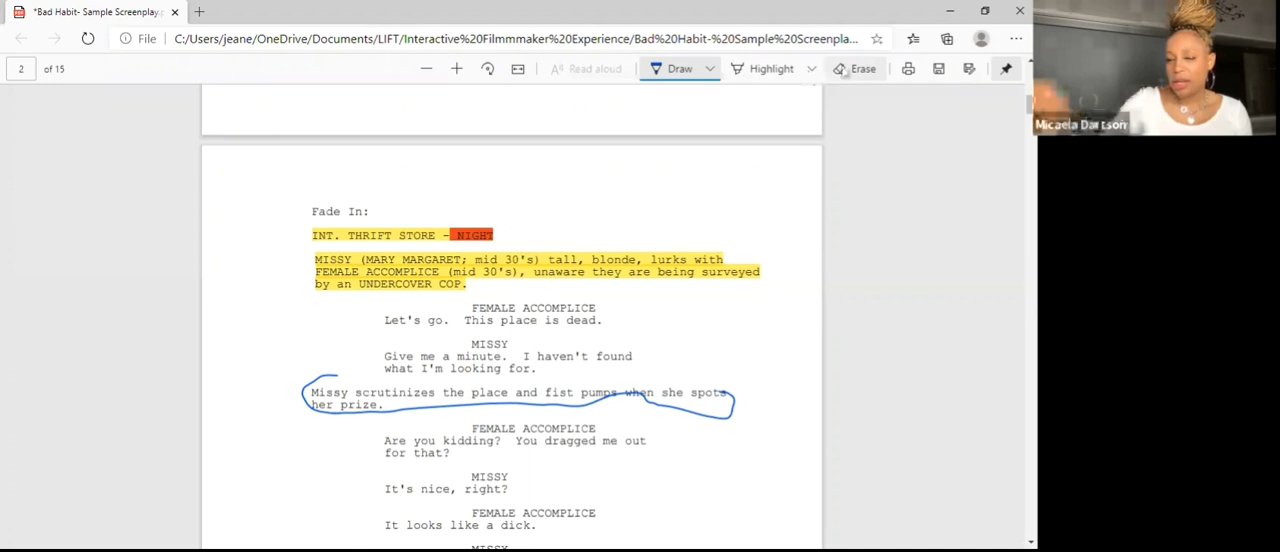 *Bad Habit- Sample Screenplay.p
File
C:/Users/jeane/OneDrive/Documents/LIFT/Interactive%20Filmmmaker%20Experience/Bad%20Habit-%20Sample%20Screenpla...
2 of 15
Read aloud
Draw
Highlight
Erase
Micaela Dartson
Fade In:
INT. THRIFT STORE - NIGHT
MISSY (MARY MARGARET; mid 30's) tall, blonde, lurks with
FEMALE ACCOMPLICE (mid 30's), unaware they are being surveyed
by an UNDERCOVER COP.
FEMALE ACCOMPLICE
Let's go. This place is dead.
MISSY
Give me a minute. I haven't found
what I'm looking for.
Missy scrutinizes the place and fist pumps when she spots
her prize.
FEMALE ACCOMPLICE
Are you kidding? You dragged me out
for that?
MISSY
It's nice, right?
FEMALE ACCOMPLICE
It looks like a dick.
MISSY